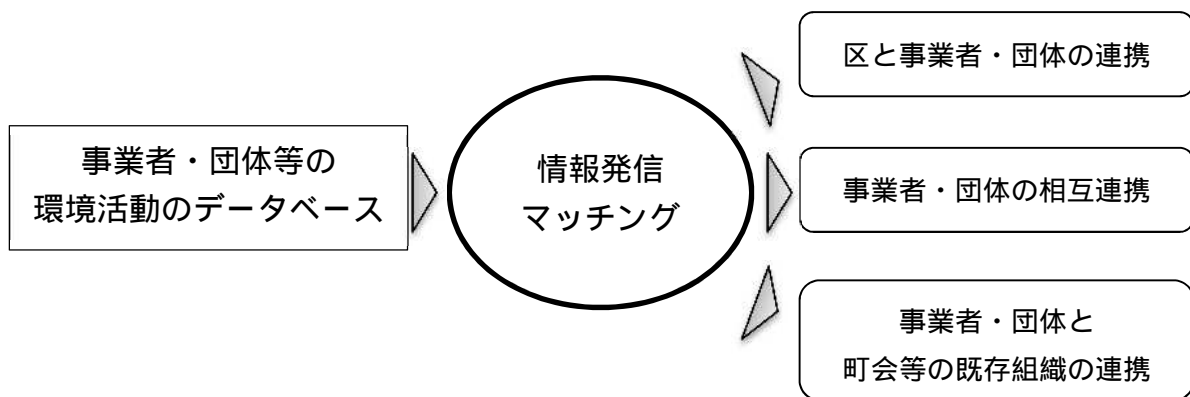 事業者・団体等の
環境活動のデータベース
情報発信
マッチング
区と事業者・団体の連携
事業者・団体の相互連携
事業者・団体と
町会等の既存組織の連携